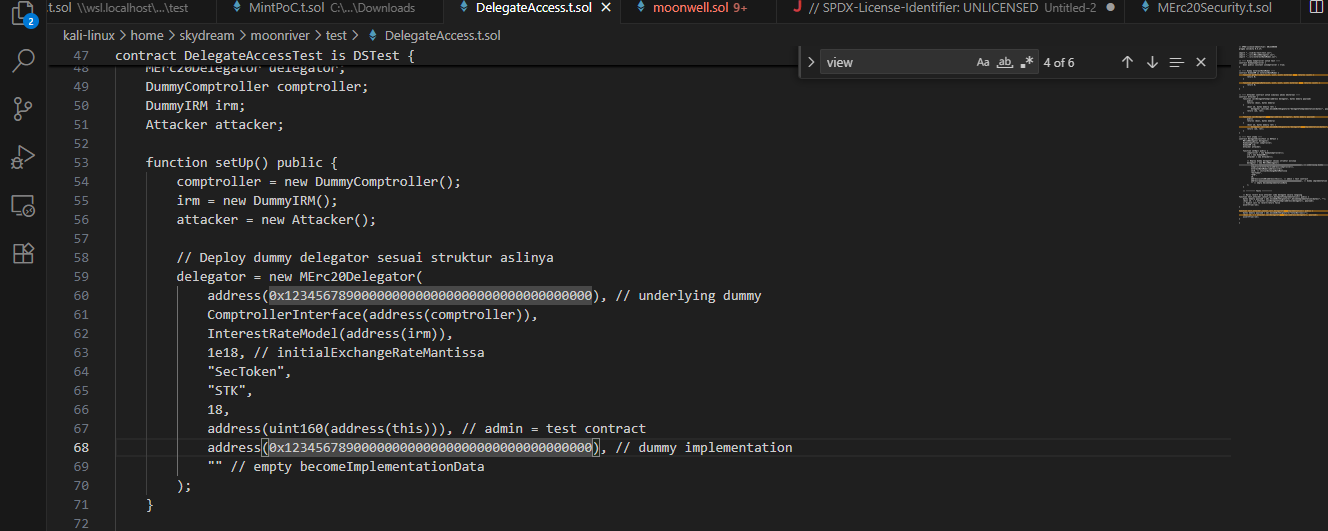 .t.sol \\wsl.localhost\...\test
MintPoC.t.sol C:\...\Downloads
DelegateAccess.t.sol
moonwell.sol 9+
// SPDX-License-Identifier: UNLICENSED Untitled-2
MErc20Security.t.sol
2
kali-linux > home > skydream > moonriver > test > DelegateAccess.t.sol
view
Aa ab .*
4 of 6
47 contract DelegateAccessTest is DSTest {
48 MErc20Delegator delegator;
49 DummyComptroller comptroller;
50 DummyIRM irm;
51 Attacker attacker;
52
53 function setUp() public {
54 comptroller = new DummyComptroller();
55 irm = new DummyIRM();
56 attacker = new Attacker();
57
58 // Deploy dummy delegator sesuai struktur aslinya
59 delegator = new MErc20Delegator(
60 address(0x1234567890000000000000000000000000000000), // underlying dummy
61 ComptrollerInterface(address(comptroller)),
62 InterestRateModel(address(irm)),
63 1e18, // initialExchangeRateMantissa
64 "SecToken",
65 "STK",
66 18,
67 address(uint160(address(this))), // admin = test contract
68 address(0x1234567890000000000000000000000000000000), // dummy implementation
69 "" // empty becomeImplementationData
70 );
71 }
72